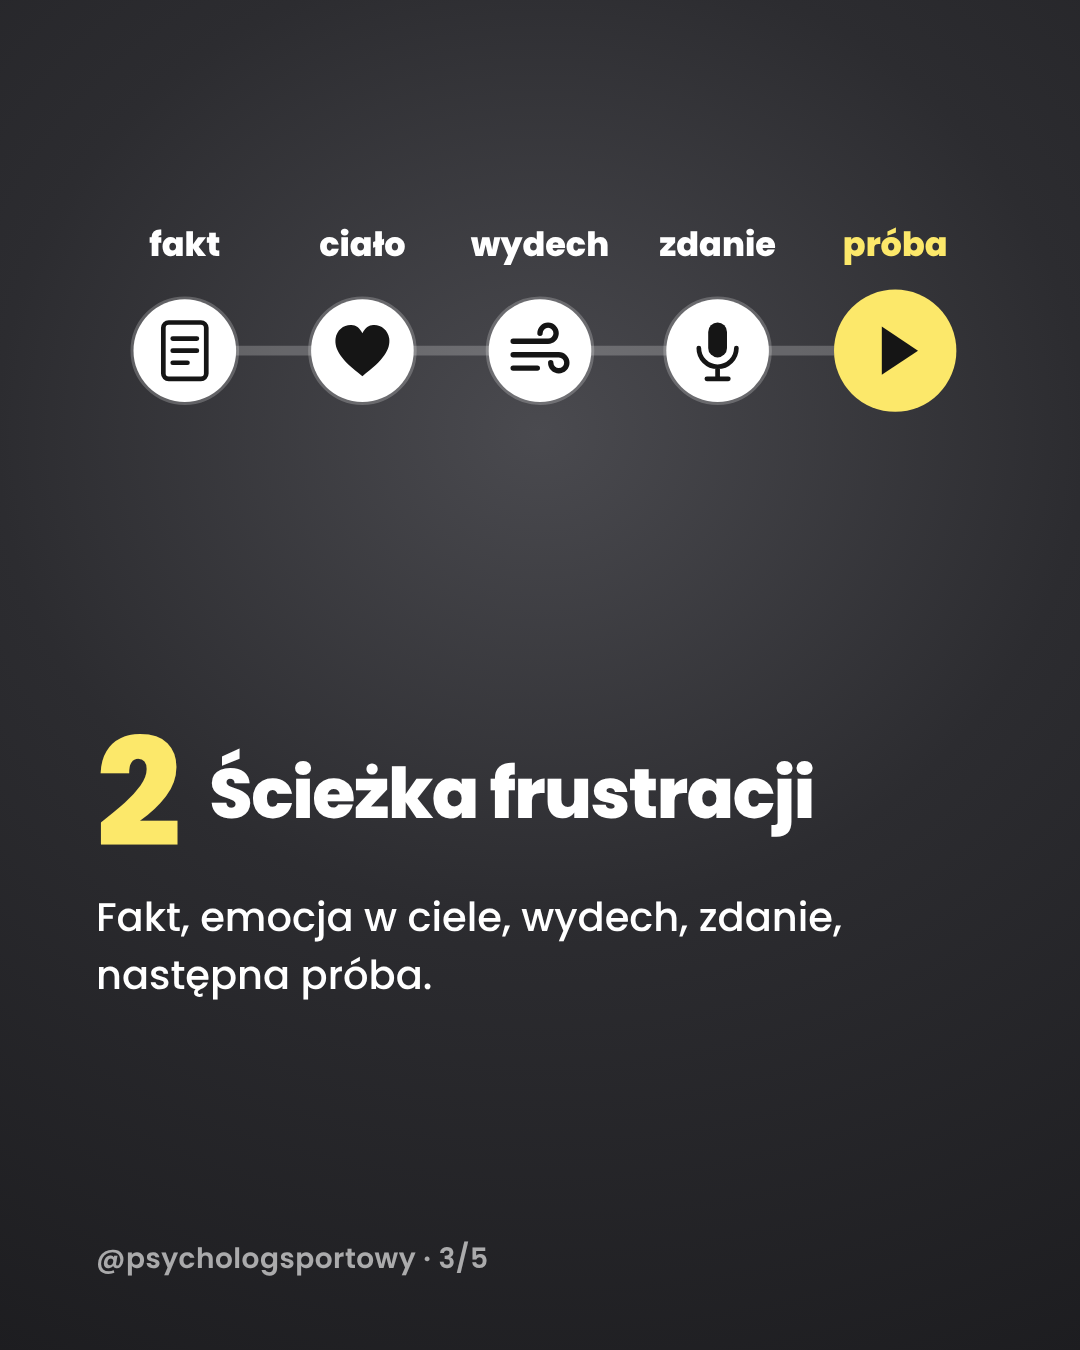 fakt ciało wydech zdanie próba
2 Ścieżka frustracji
Fakt, emocja w ciele, wydech, zdanie,
następna próba.
@psychologsportowy · 3/5